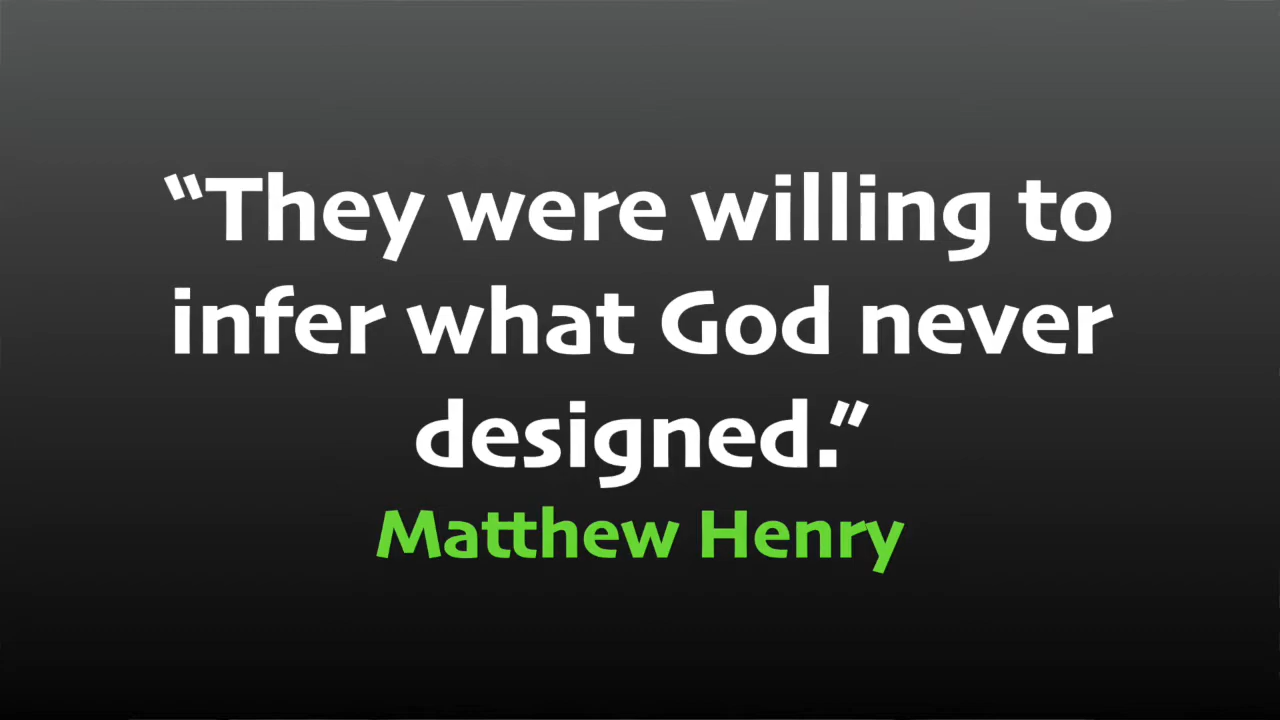 “They were willing to
infer what God never
designed.”
Matthew Henry